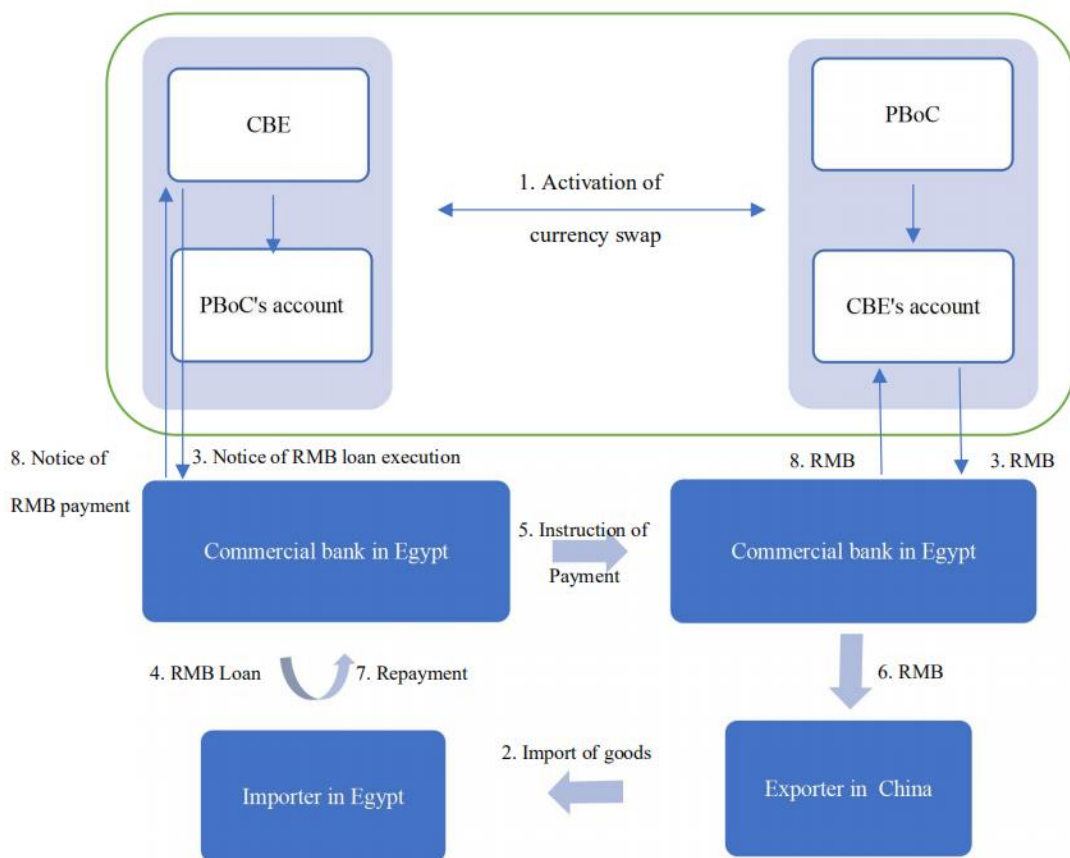 CBE
PBoC
1. Activation of
currency swap
PBoC's account
CBE's account
8. Notice of
RMB payment
3. Notice of RMB loan execution
8. RMB
3. RMB
Commercial bank in Egypt
5. Instruction of
Payment
Commercial bank in Egypt
4. RMB Loan
7. Repayment
6. RMB
2. Import of goods
Importer in Egypt
Exporter in China